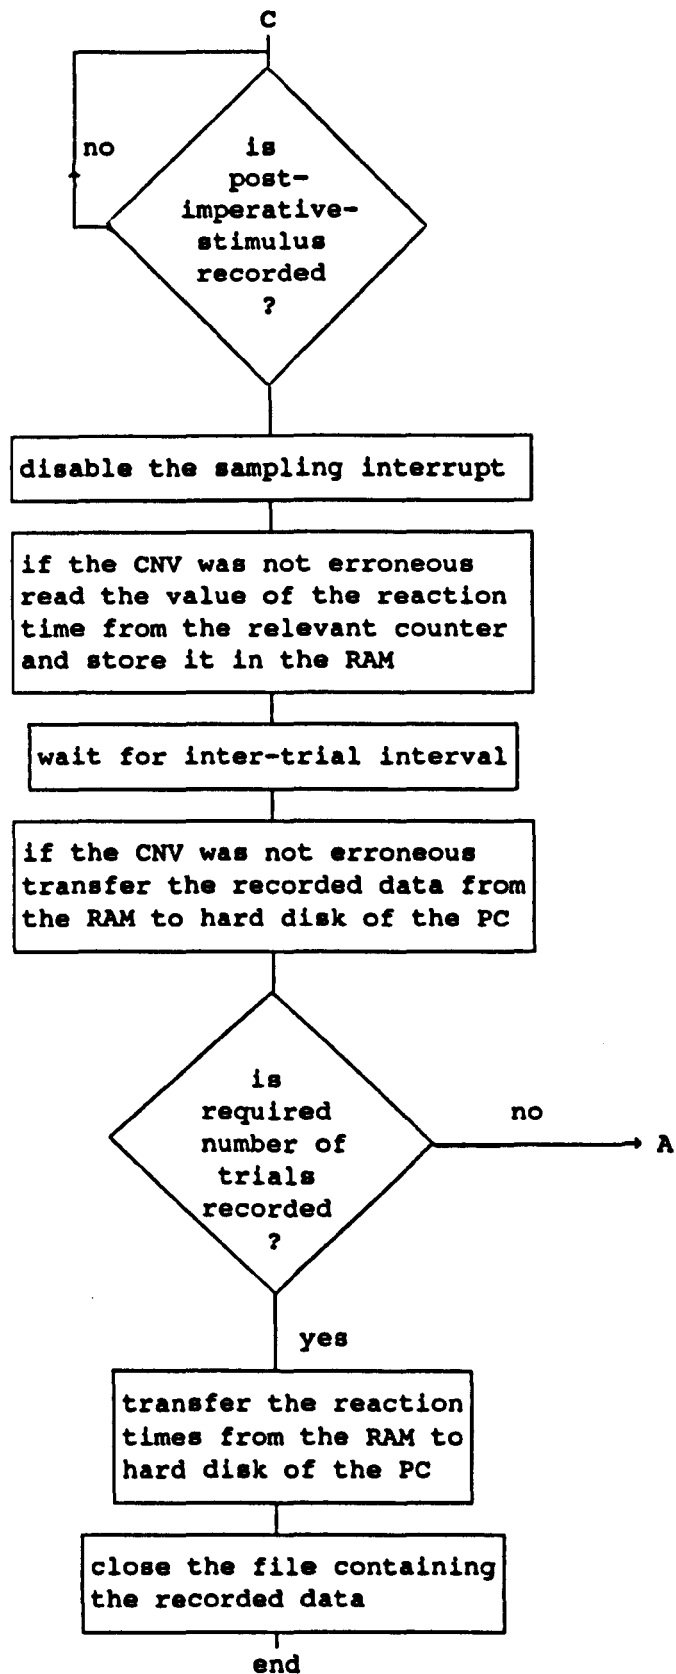 C
no
is
post-
imperative-
stimulus
recorded
?
disable the sampling interrupt
if the CNV was not erroneous
read the value of the reaction
time from the relevant counter
and store it in the RAM
wait for inter-trial interval
if the CNV was not erroneous
transfer the recorded data from
the RAM to hard disk of the PC
is
required
number of
trials
recorded
?
no
A
yes
transfer the reaction
times from the RAM to
hard disk of the PC
close the file containing
the recorded data
end